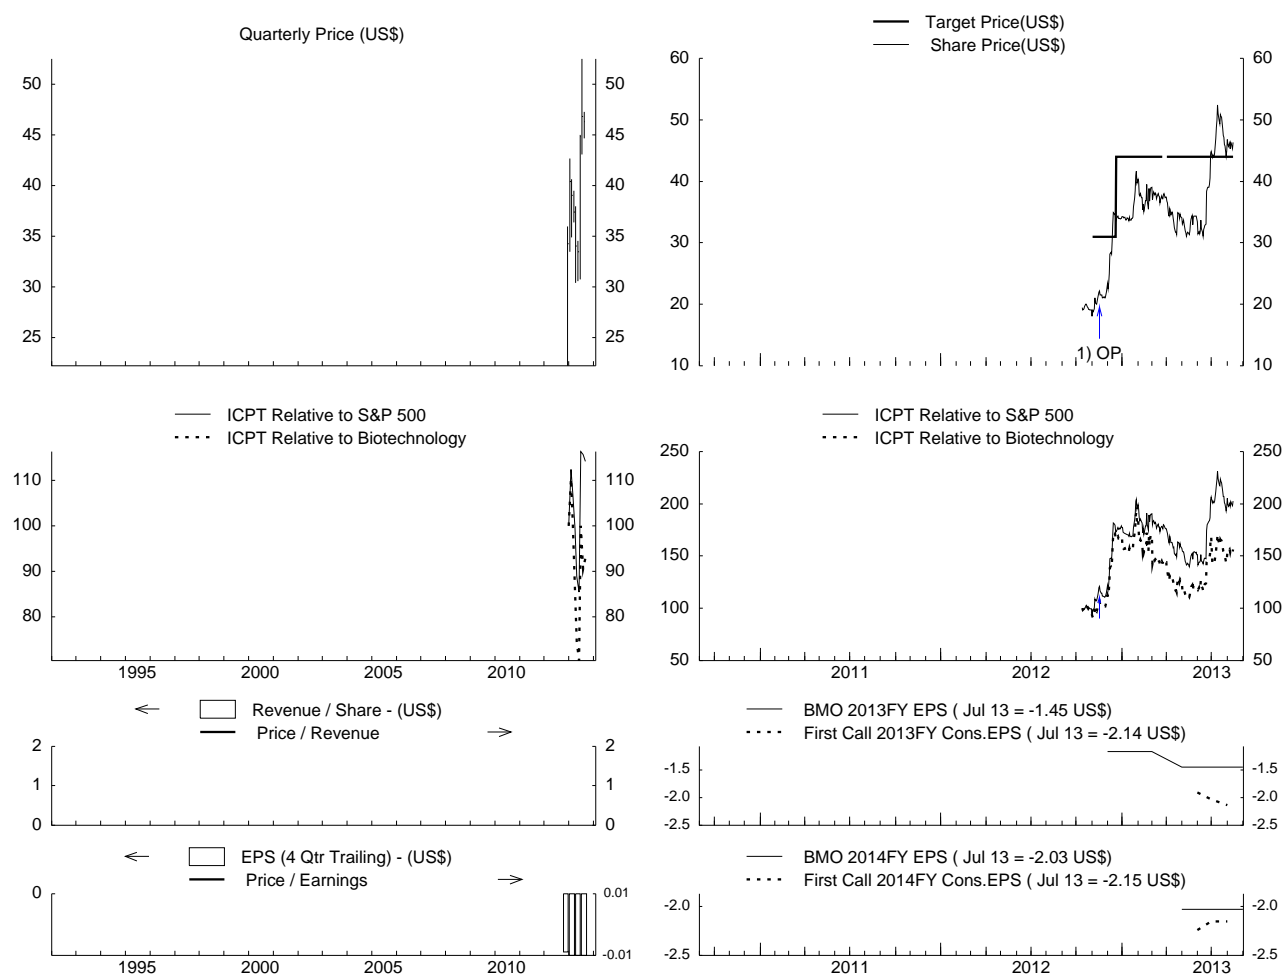 Quarterly Price (US$)
50 50
45 45
40 40
35 35
30 30
25 25
ICPT Relative to S&P 500
ICPT Relative to Biotechnology
110 110
100 100
90 90
80 80
1995 2000 2005 2010
Revenue / Share - (US$)
Price / Revenue
2 2
1 1
0 0
EPS (4 Qtr Trailing) - (US$)
Price / Earnings
0 0.01
-0.01
1995 2000 2005 2010
Target Price(US$)
Share Price(US$)
60 60
50 50
40 40
30 30
20 20
1) OP
10 10
ICPT Relative to S&P 500
ICPT Relative to Biotechnology
250 250
200 200
150 150
100 100
50 50
2011 2012 2013
BMO 2013FY EPS ( Jul 13 = -1.45 US$)
First Call 2013FY Cons.EPS ( Jul 13 = -2.14 US$)
-1.5 -1.5
-2.0 -2.0
-2.5 -2.5
BMO 2014FY EPS ( Jul 13 = -2.03 US$)
First Call 2014FY Cons.EPS ( Jul 13 = -2.15 US$)
-2.0 -2.0
-2.5 -2.5
2011 2012 2013